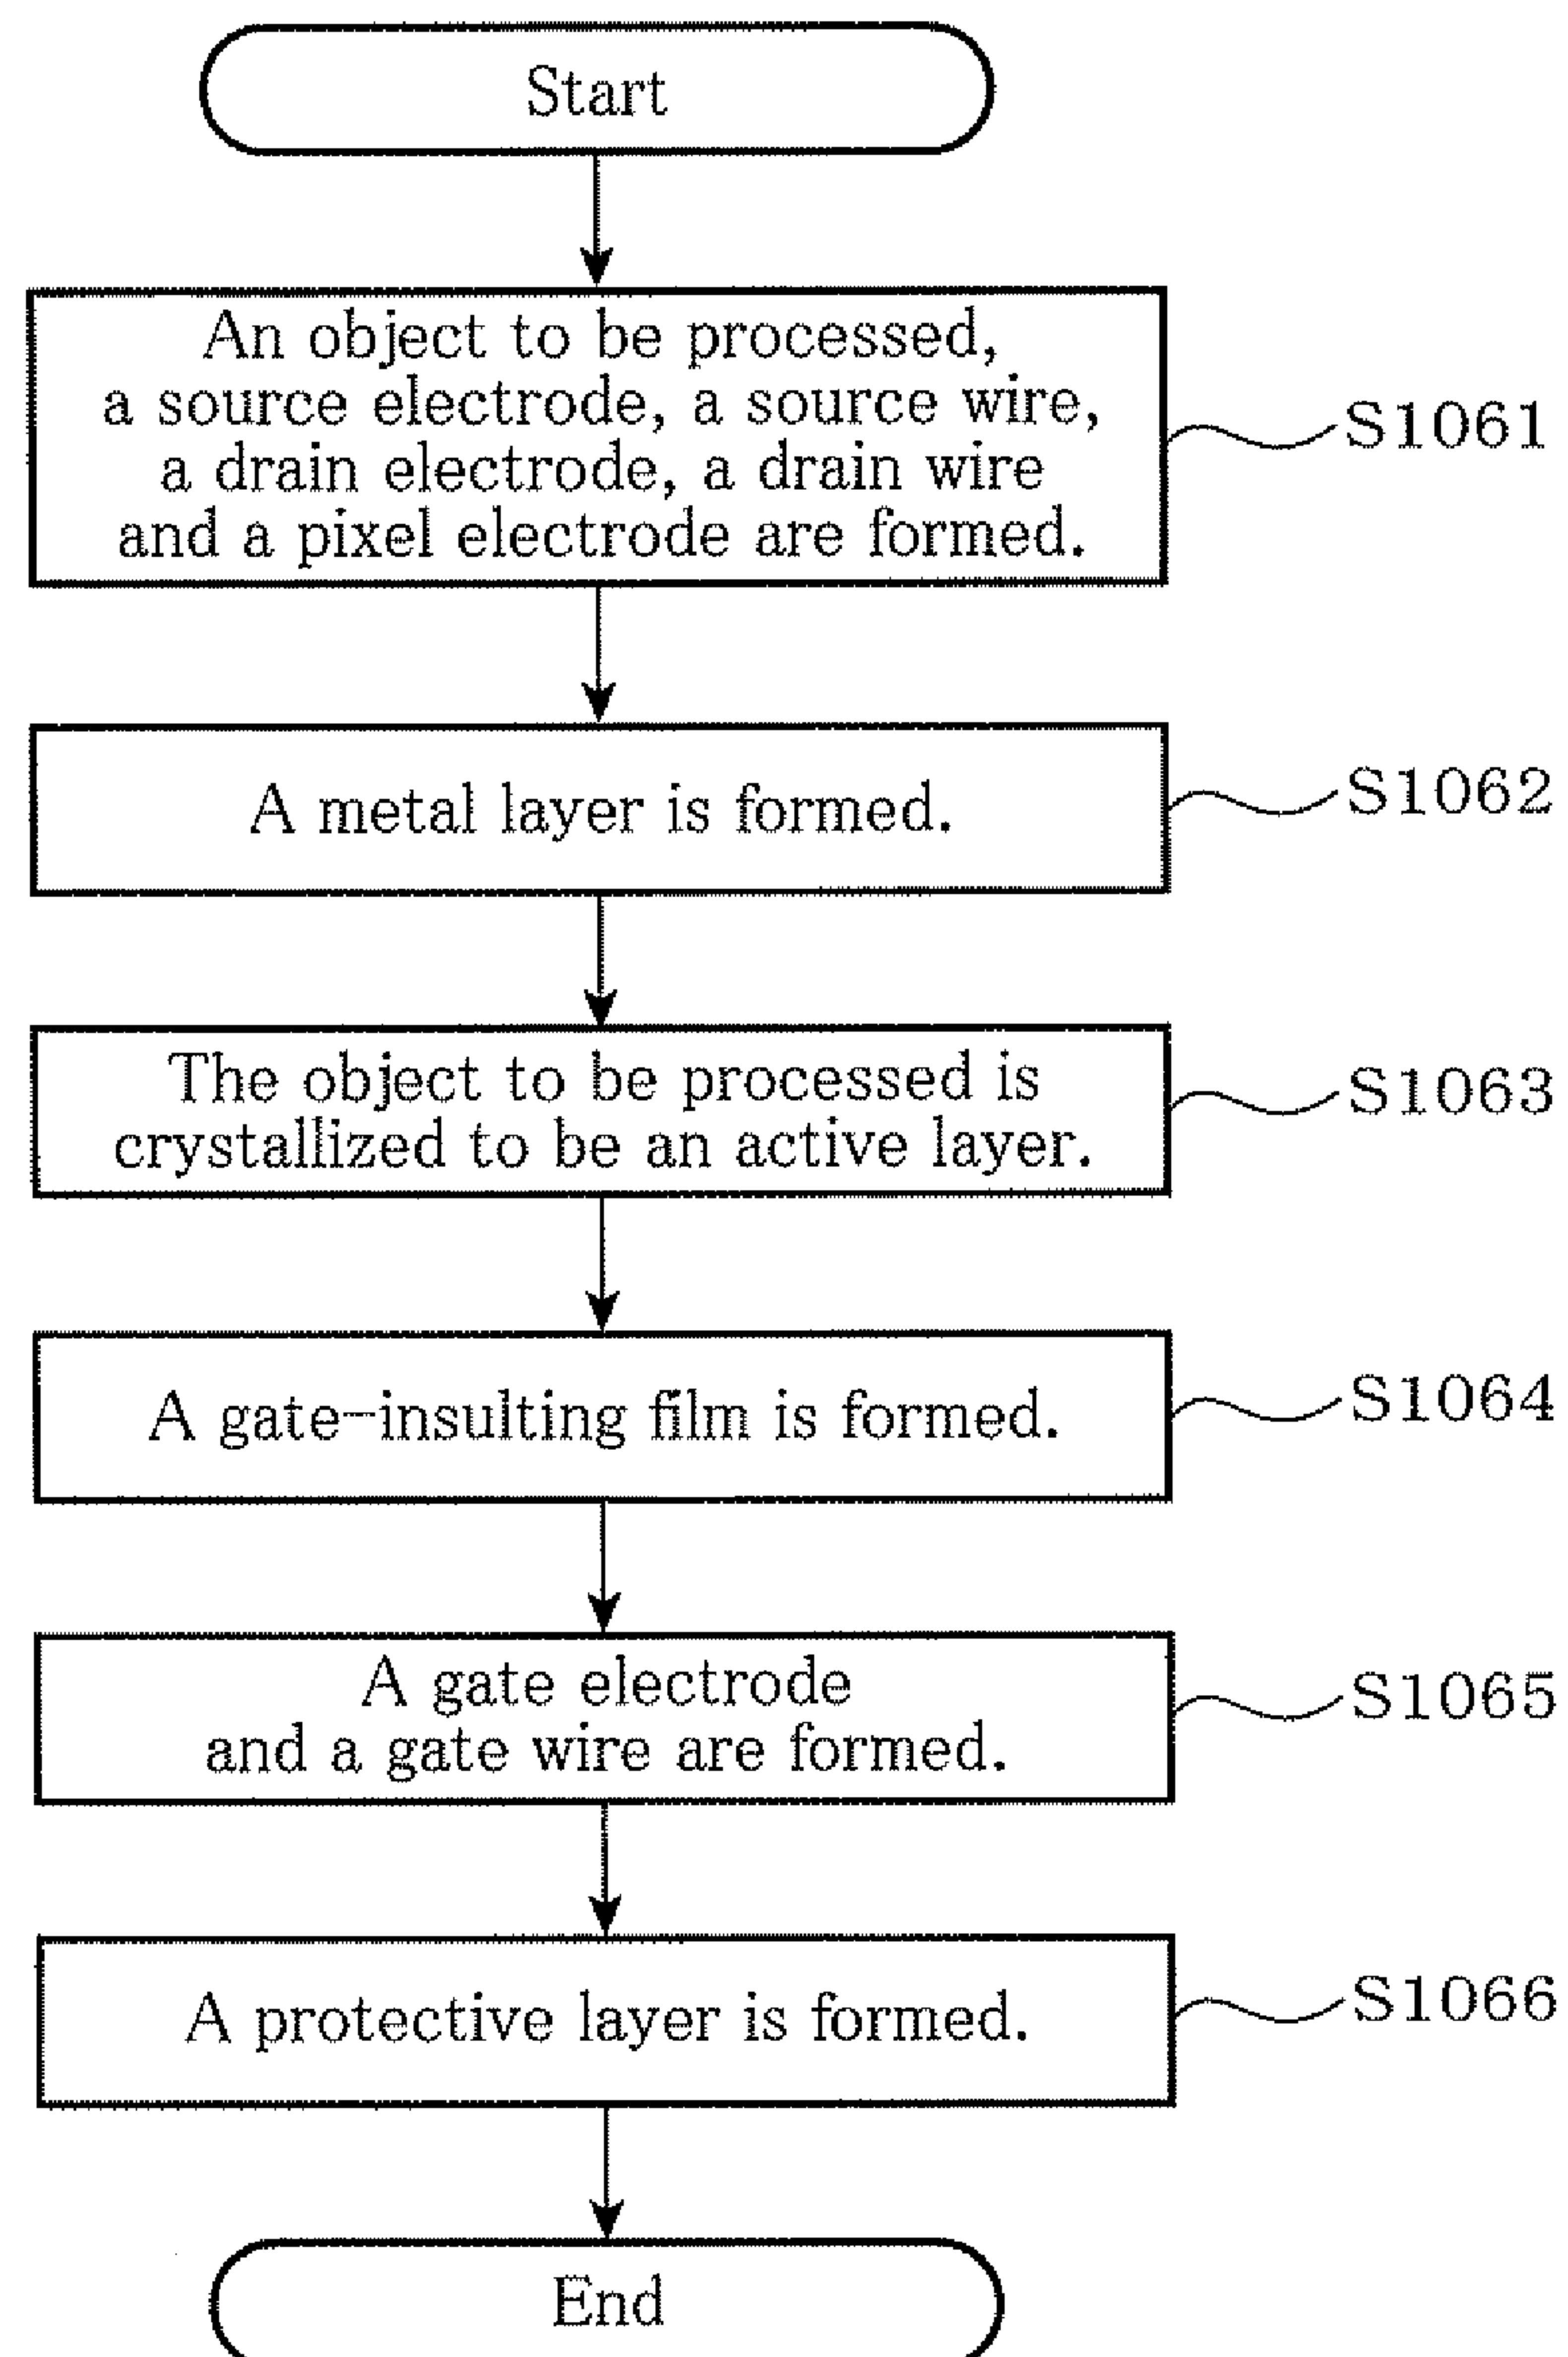 Start
An object to be processed,
a source electrode, a source wire,
a drain electrode, a drain wire
and a pixel electrode are formed.
S1061
A metal layer is formed.
S1062
The object to be processed is
crystallized to be an active layer.
S1063
A gate-insulting film is formed.
S1064
A gate electrode
and a gate wire are formed.
S1065
A protective layer is formed.
S1066
End